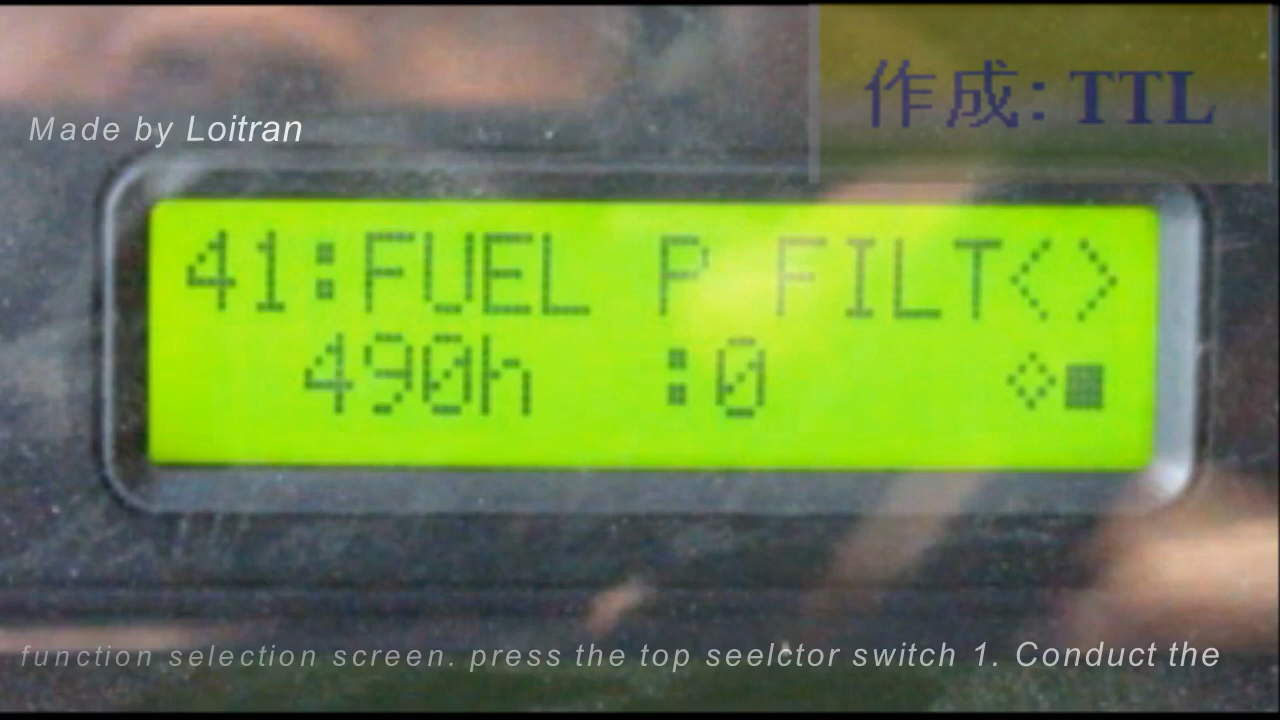 作成: TTL
Made by Loitran
41:FUEL P FILT<>
490h :0 ◇■
function selection screen. press the top seelctor switch 1. Conduct the